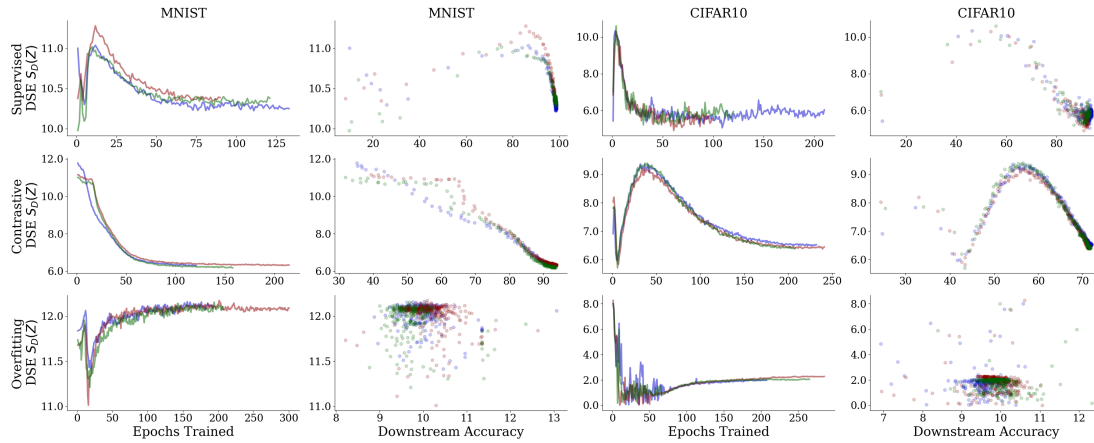 MNIST
MNIST
CIFAR10
CIFAR10
Supervised
DSE S_D(Z)
11.0
10.5
10.0
0 25 50 75 100 125
11.0
10.5
10.0
20 40 60 80 100
10.0
8.0
6.0
0 50 100 150 200
10.0
8.0
6.0
20 40 60 80
Contrastive
DSE S_D(Z)
12.0
10.0
8.0
6.0
0 50 100 150 200
12.0
10.0
8.0
6.0
30 40 50 60 70 80 90
9.0
8.0
7.0
6.0
0 50 100 150 200 250
9.0
8.0
7.0
6.0
30 40 50 60 70
Overfitting
DSE S_D(Z)
12.0
11.5
11.0
0 50 100 150 200 250 300
Epochs Trained
12.0
11.5
11.0
8 9 10 11 12 13
Downstream Accuracy
8.0
6.0
4.0
2.0
0.0
0 50 100 150 200 250
Epochs Trained
8.0
6.0
4.0
2.0
0.0
7 8 9 10 11 12
Downstream Accuracy